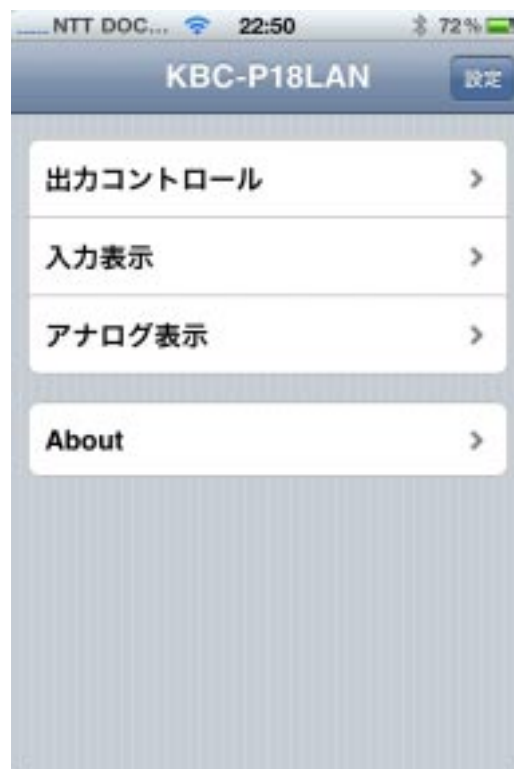 NTT DOC... 22:50 72%
KBC-P18LAN 設定
出力コントロール
入力表示
アナログ表示
About